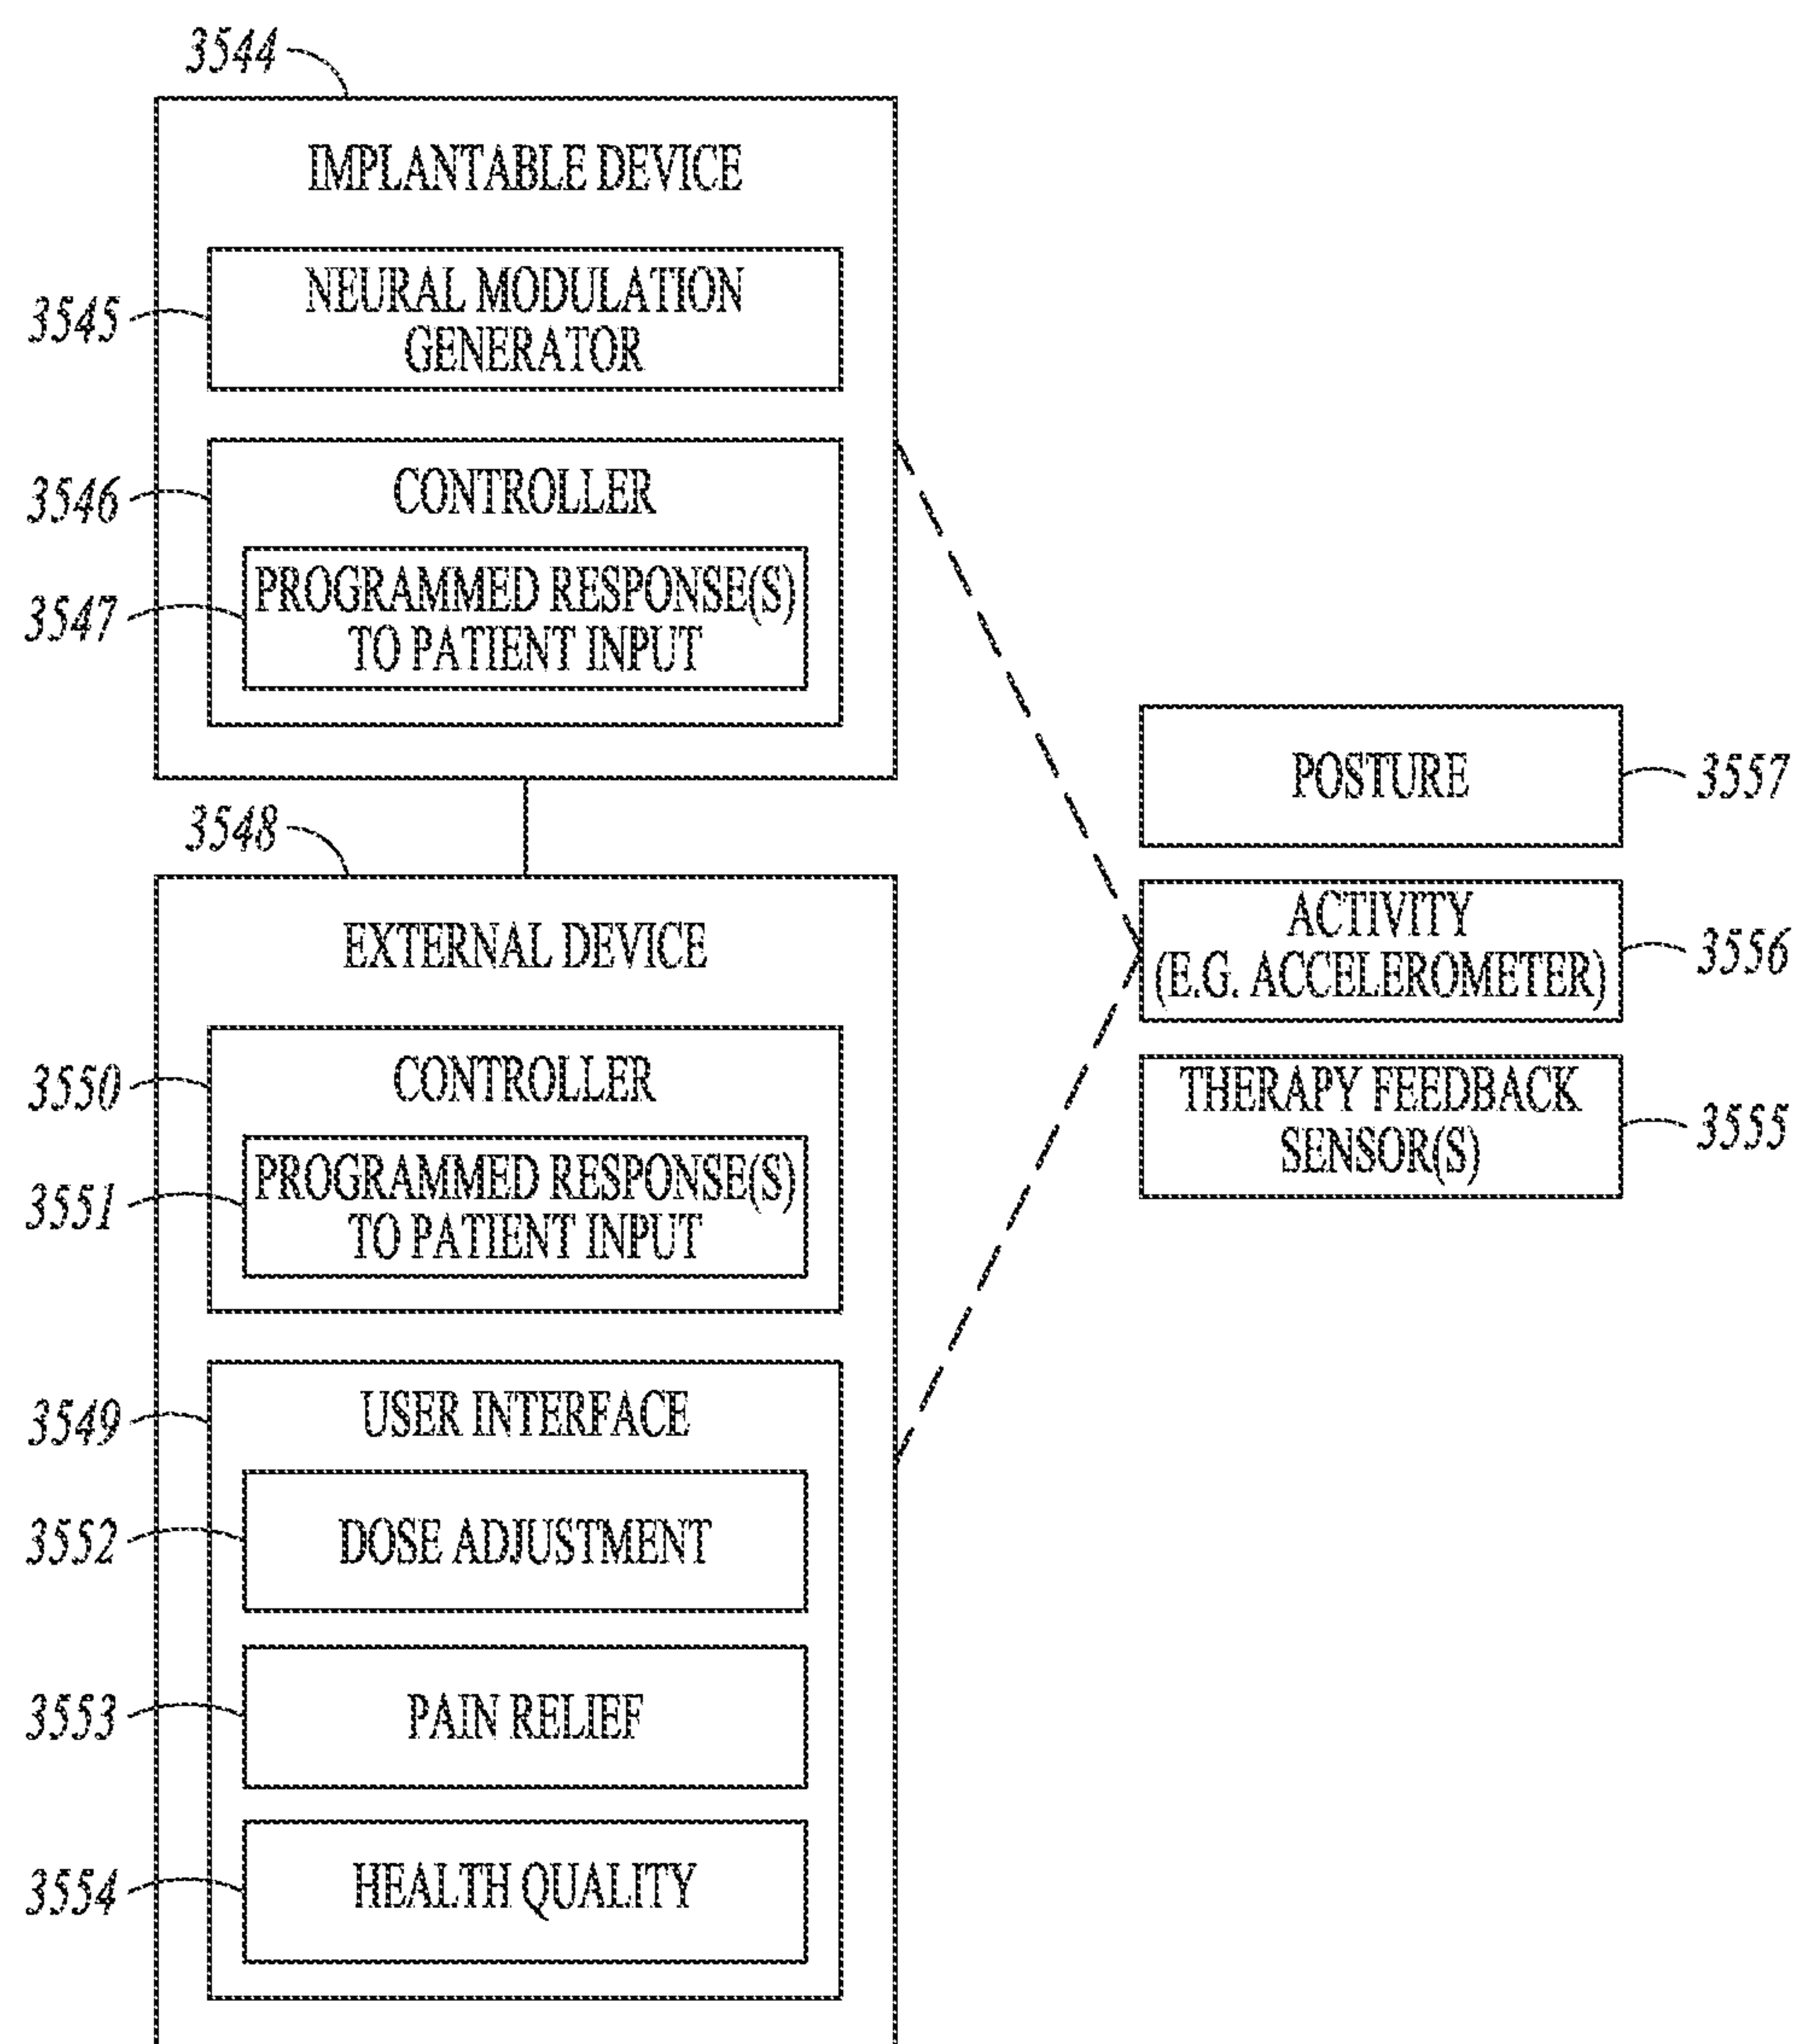 3544
IMPLANTABLE DEVICE
3545
NEURAL MODULATION
GENERATOR
3546
CONTROLLER
3547
PROGRAMMED RESPONSE(S)
TO PATIENT INPUT
3548
EXTERNAL DEVICE
3550
CONTROLLER
3551
PROGRAMMED RESPONSE(S)
TO PATIENT INPUT
3549
USER INTERFACE
3552
DOSE ADJUSTMENT
3553
PAIN RELIEF
3554
HEALTH QUALITY
POSTURE
3557
ACTIVITY
(E.G. ACCELEROMETER)
3556
THERAPY FEEDBACK
SENSOR(S)
3555